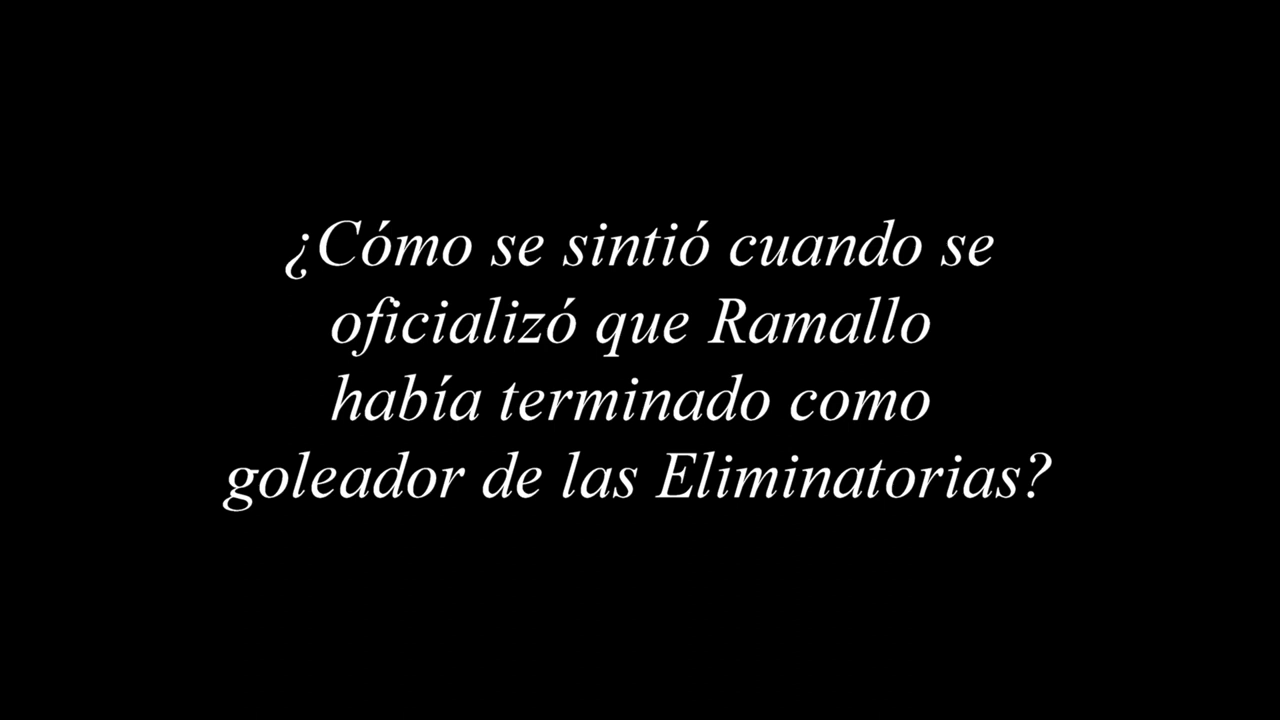 ¿Cómo se sintió cuando se
oficializó que Ramallo
había terminado como
goleador de las Eliminatorias?